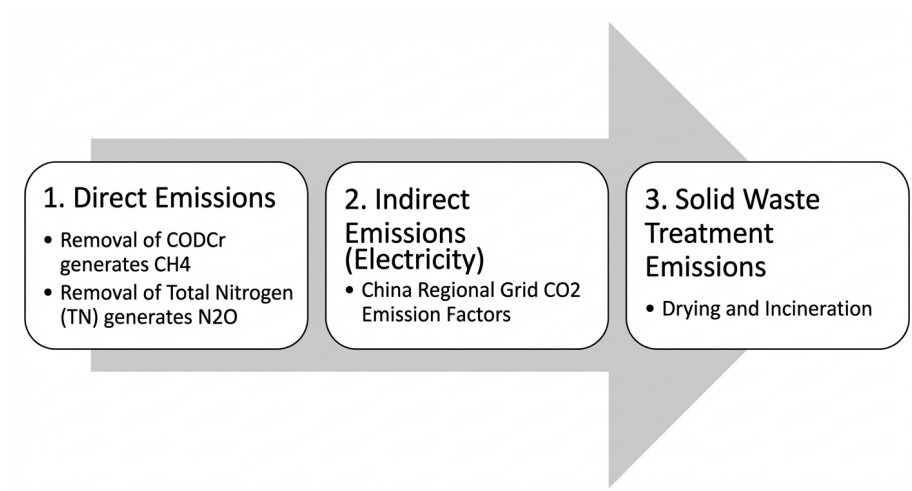 1. Direct Emissions
• Removal of CODCr
generates CH4
• Removal of Total Nitrogen
(TN) generates N2O
2. Indirect
Emissions
(Electricity)
• China Regional Grid CO2
Emission Factors
3. Solid Waste
Treatment
Emissions
• Drying and Incineration